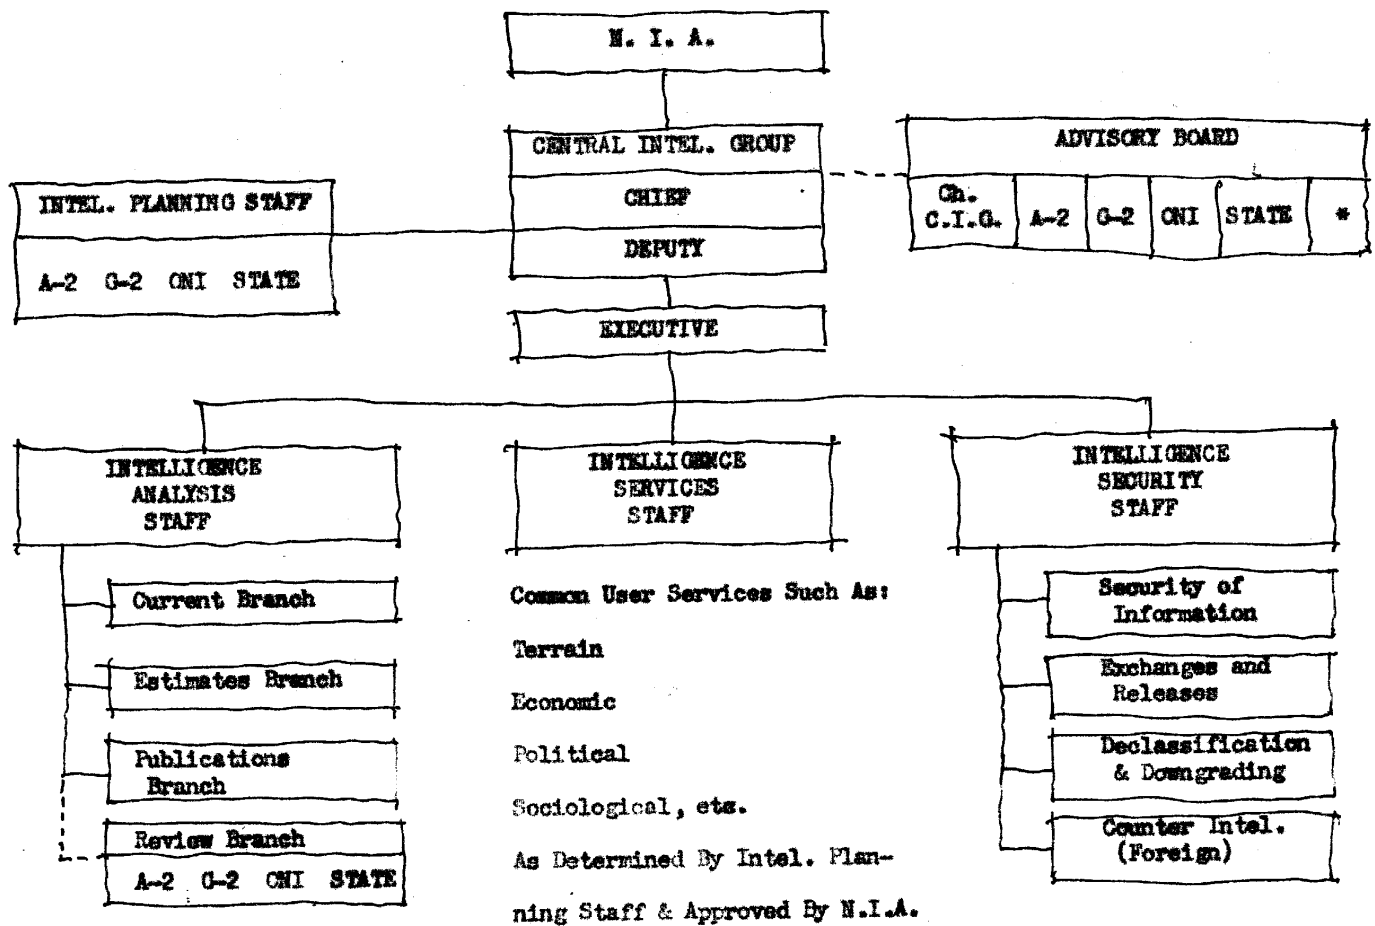 N. I. A.
CENTRAL INTEL. GROUP
CHIEF
DEPUTY
EXECUTIVE
ADVISORY BOARD
Ch.
C.I.G.
A-2
G-2
ONI
STATE
*
INTEL. PLANNING STAFF
A-2 G-2 ONI STATE
INTELLIGENCE
ANALYSIS
STAFF
Current Branch
Estimates Branch
Publications
Branch
Review Branch
A-2 G-2 ONI STATE
INTELLIGENCE
SERVICES
STAFF
Common User Services Such As:
Terrain
Economic
Political
Sociological, etc.
As Determined By Intel. Plan-
ning Staff & Approved By N.I.A.
INTELLIGENCE
SECURITY
STAFF
Security of
Information
Exchanges and
Releases
Declassification
& Downgrading
Counter Intel.
(Foreign)